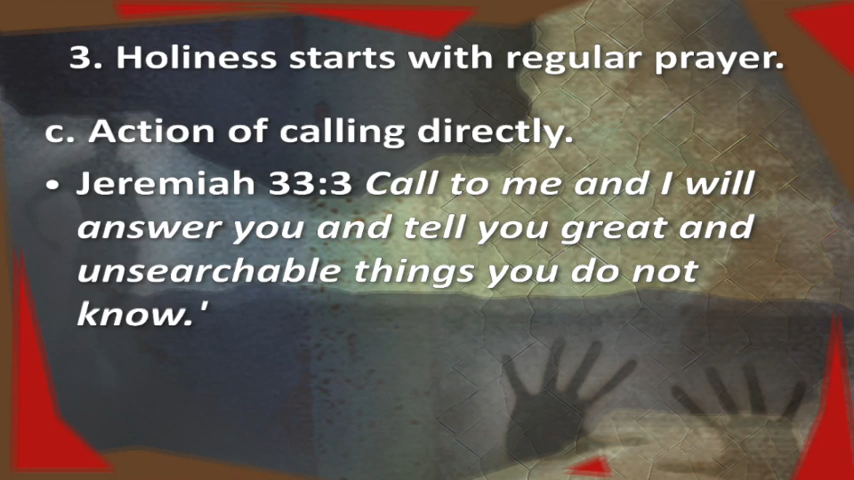 3. Holiness starts with regular prayer.
c. Action of calling directly.
• Jeremiah 33:3 Call to me and I will
answer you and tell you great and
unsearchable things you do not
know.'